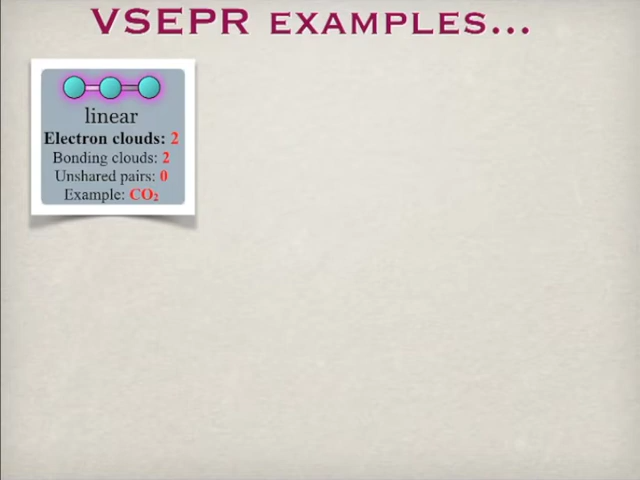 VSEPR EXAMPLES...
linear
Electron clouds: 2
Bonding clouds: 2
Unshared pairs: 0
Example: CO₂